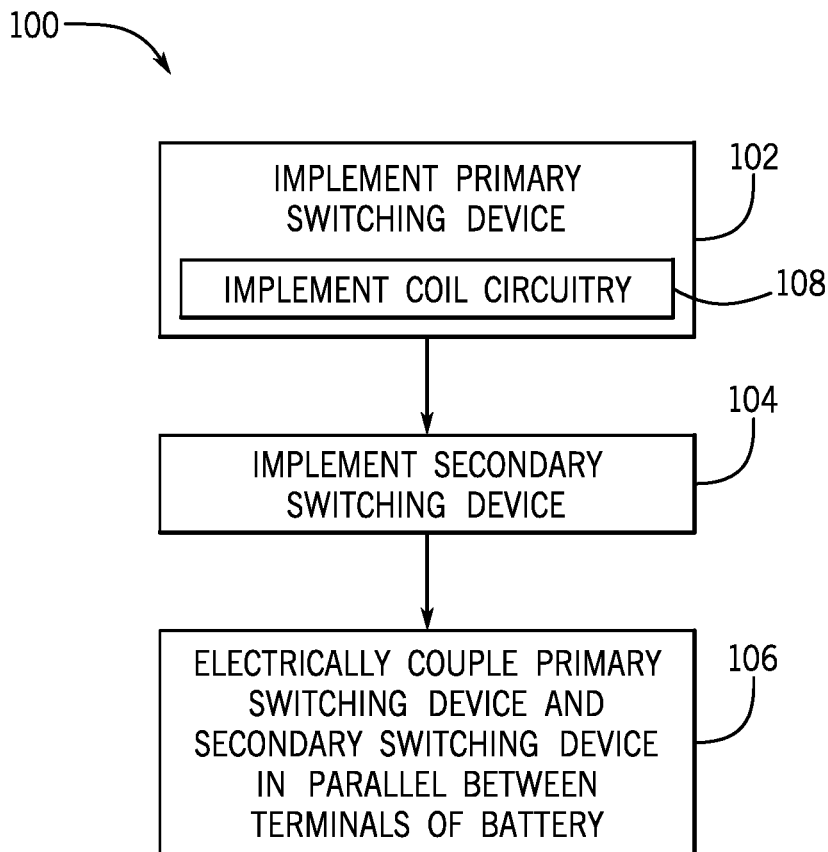 100
102
IMPLEMENT PRIMARY
SWITCHING DEVICE
IMPLEMENT COIL CIRCUITRY
108
104
IMPLEMENT SECONDARY
SWITCHING DEVICE
106
ELECTRICALLY COUPLE PRIMARY
SWITCHING DEVICE AND
SECONDARY SWITCHING DEVICE
IN PARALLEL BETWEEN
TERMINALS OF BATTERY